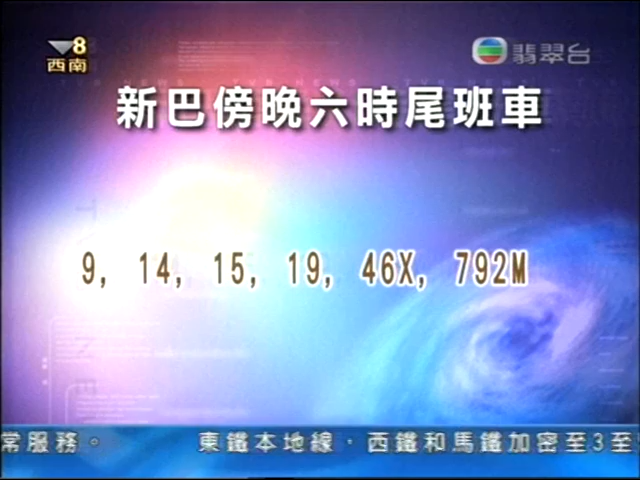 8
西南
翡翠台
新巴傍晚六時尾班車
9, 14, 15, 19, 46X, 792M
常服務。 東鐵本地線，西鐵和馬鐵加密至3至